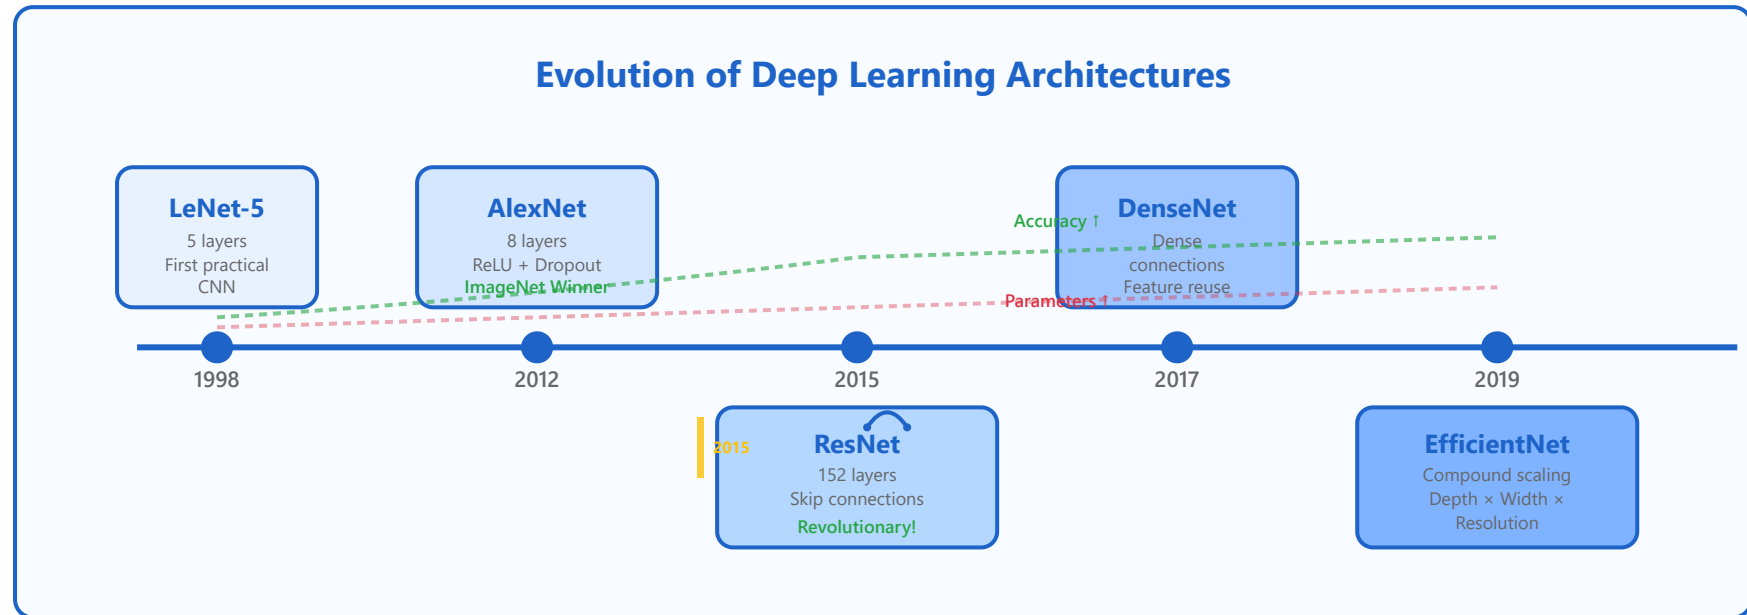 Evolution of Deep Learning Architectures
LeNet-5
5 layers
First practical
CNN
AlexNet
8 layers
ReLU + Dropout
ImageNet Winner
DenseNet
Dense
connections
Feature reuse
Accuracy ↑
Parameters ↑
1998
2012
2015
2017
2019
2015
ResNet
152 layers
Skip connections
Revolutionary!
EfficientNet
Compound scaling
Depth × Width ×
Resolution